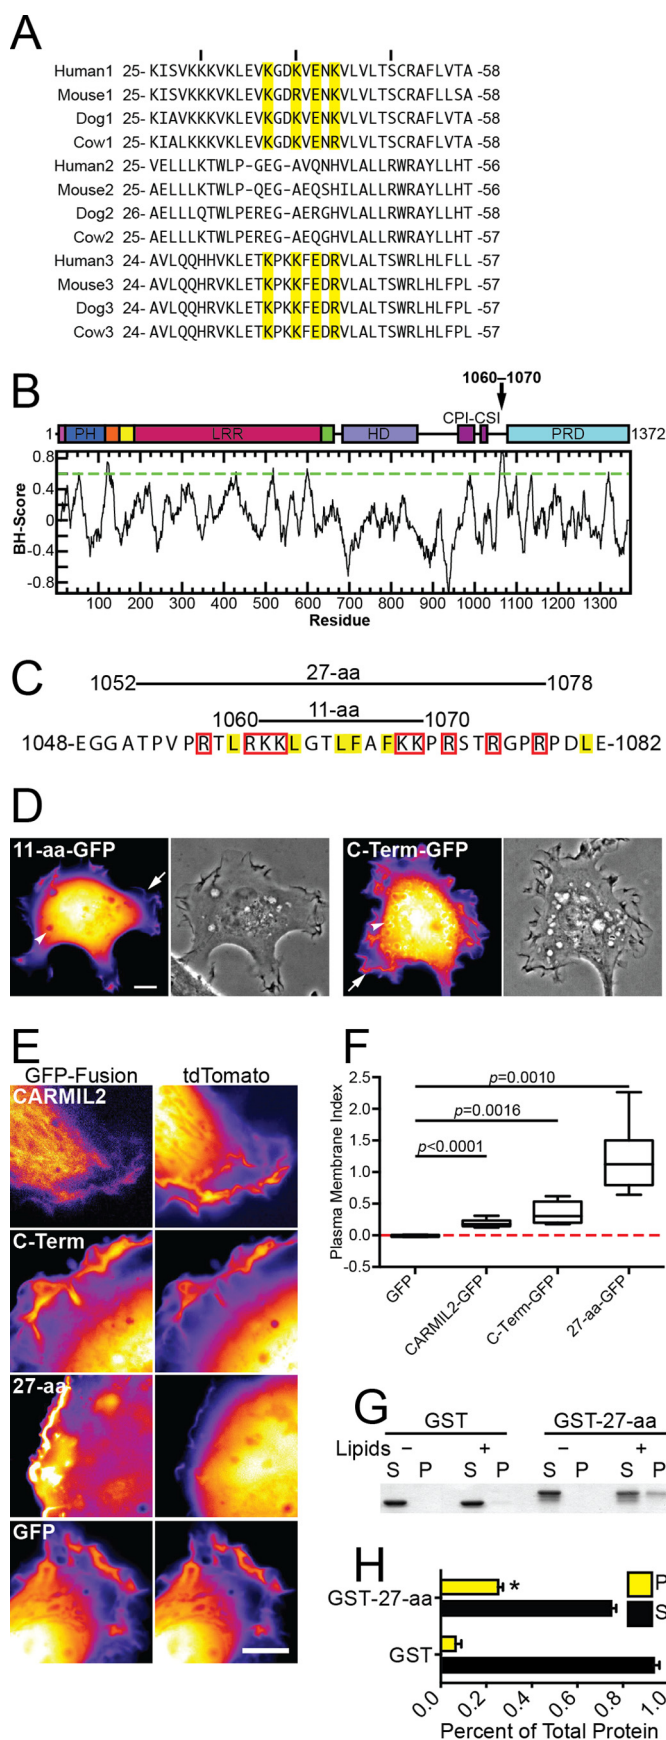 A
Human1 25-KISVKKKVKLEVKGDKVENKVLVLTSCRAFLVTA-58
Mouse1 25-KISVKKKVKLEVKGDRVENKVLVLTSCRAFLLSA-58
Dog1 25-KIAVKKKVKLEVKGDKVENKVLVLTSCRAFLVTA-58
Cow1 25-KIALKKKVKLEVKGDKVENRVLVLTSCRAFLVTA-58
Human2 25-VELLLKTWLP-GEG-AVQNHVLALLRWRAYLLHT-56
Mouse2 25-AELLLKTWLP-QEG-AEQSHILALLRWRAYLLHT-56
Dog2 26-AELLLQTWLPEREG-AERGHVLALLRWRAYLLHT-58
Cow2 25-AELLLKTWLPEREG-AEQGHVLALLRWRAYLLHT-57
Human3 24-AVLQQHHVKLETKPKKFEDRVLALTSWRLHLFLL-57
Mouse3 24-AVLQQHRVKLETKPKKFEDRVLALTSWRLHLFPL-57
Dog3 24-AVLQQHRVKLETKPKKFEDRVLALTSWRLHLFPL-57
Cow3 24-AVLQQHRVKLETKPKKFEDRVLALTSWRLHLFPL-57
B
1060–1070
CPI-CSI
1 PH LRR HD PRD 1372
0.8
0.4
0
-0.4
-0.8
BH-Score
100 200 300 400 500 600 700 800 900 1000 1100 1200 1300
Residue
C
27-aa
1052 1078
11-aa
1060 1070
1048-EGGATPVPRTLRKKLGTLFAFKKPRSTRGPRPDLE-1082
D
11-aa-GFP C-Term-GFP
E
GFP-Fusion tdTomato
CARMIL2
C-Term
27-aa
GFP
F
2.5
2.0
1.5
1.0
0.5
0.0
-0.5
Plasma Membrane Index
p=0.0010
p=0.0016
p<0.0001
GFP
CARMIL2-GFP
C-Term-GFP
27-aa-GFP
G
GST GST-27-aa
Lipids – + – +
S P S P S P S P
H
GST-27-aa *
GST
P
S
0.0 0.2 0.4 0.6 0.8 1.0
Percent of Total Protein